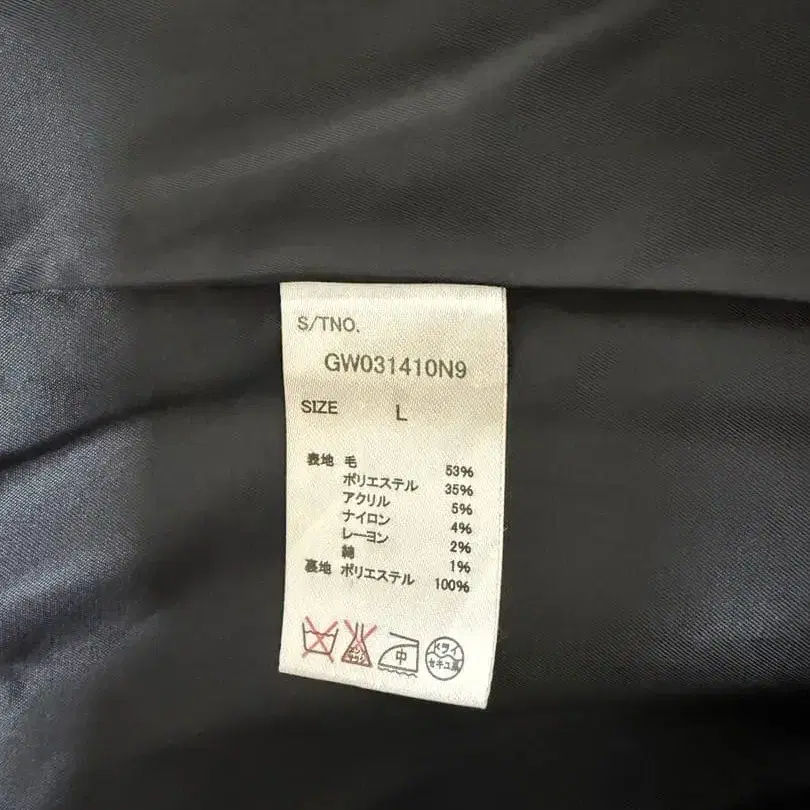 S/TNO.
GW031410N9
SIZE L
表地 毛 53%
ポリエステル 35%
アクリル 5%
ナイロン 4%
レーヨン 2%
綿 1%
裏地 ポリエステル 100%
中
ドライ
セキユ系